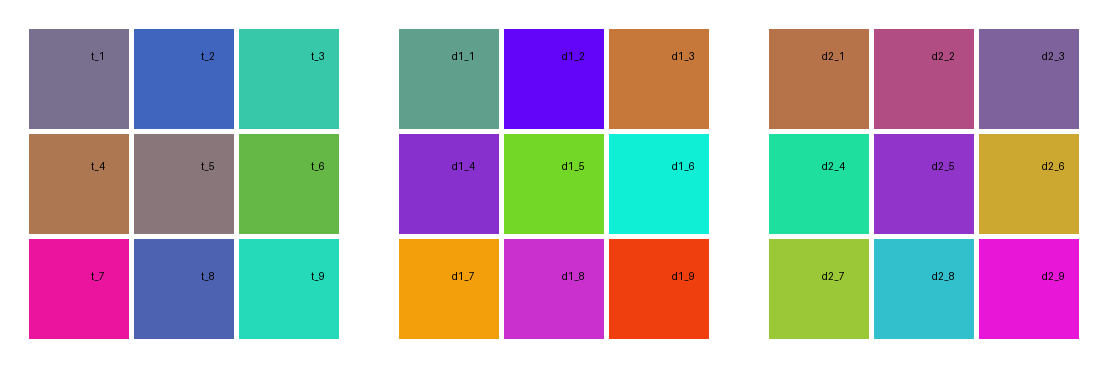 t_1 t_2 t_3 d1_1 d1_2 d1_3 d2_1 d2_2 d2_3
t_4 t_5 t_6 d1_4 d1_5 d1_6 d2_4 d2_5 d2_6
t_7 t_8 t_9 d1_7 d1_8 d1_9 d2_7 d2_8 d2_9